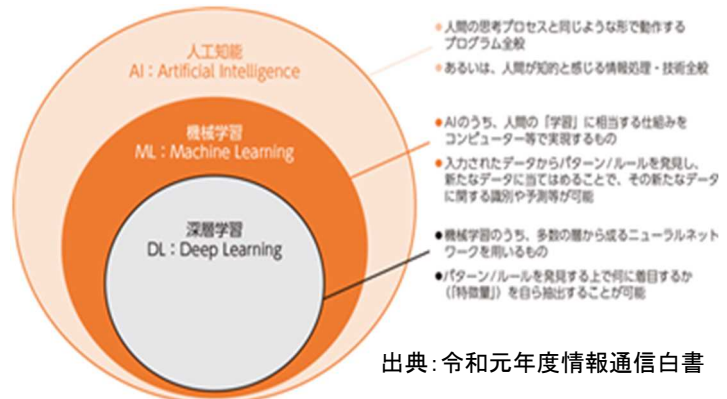 人工知能
AI：Artificial Intelligence
機械学習
ML：Machine Learning
深層学習
DL：Deep Learning
●人間の思考プロセスと同じような形で動作する
プログラム全般
●あるいは、人間が知的と感じる情報処理・技術全般
●AIのうち、人間の「学習」に相当する仕組みを
コンピューター等で実現するもの
●入力されたデータからパターン/ルールを発見し、
新たなデータに当てはめることで、その新たなデータ
に関する識別や予測等が可能
●機械学習のうち、多数の層から成るニューラルネット
ワークを用いるもの
●パターン/ルールを発見する上で何に着目するか
（「特徴量」）を自ら抽出することが可能
出典：令和元年度情報通信白書